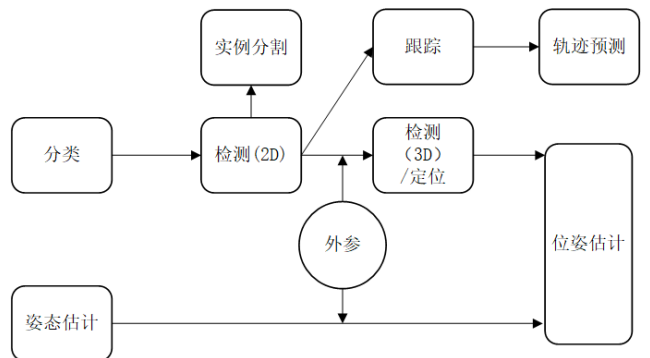 实例分割
跟踪
轨迹预测
分类
检测(2D)
检测
（3D）
/定位
外参
位姿估计
姿态估计